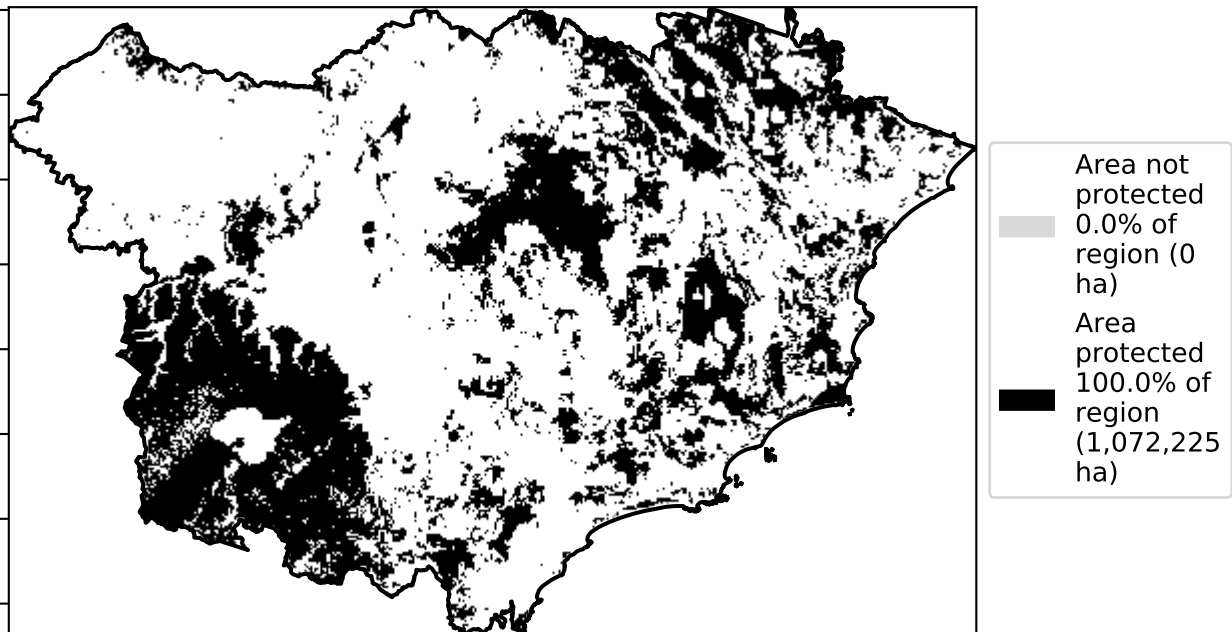 Area not
protected
0.0% of
region (0
ha)
Area
protected
100.0% of
region
(1,072,225
ha)